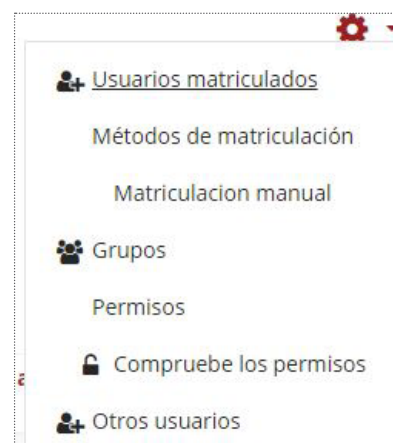 Usuarios matriculados
Métodos de matriculación
Matriculacion manual
Grupos
Permisos
Compruebe los permisos
Otros usuarios